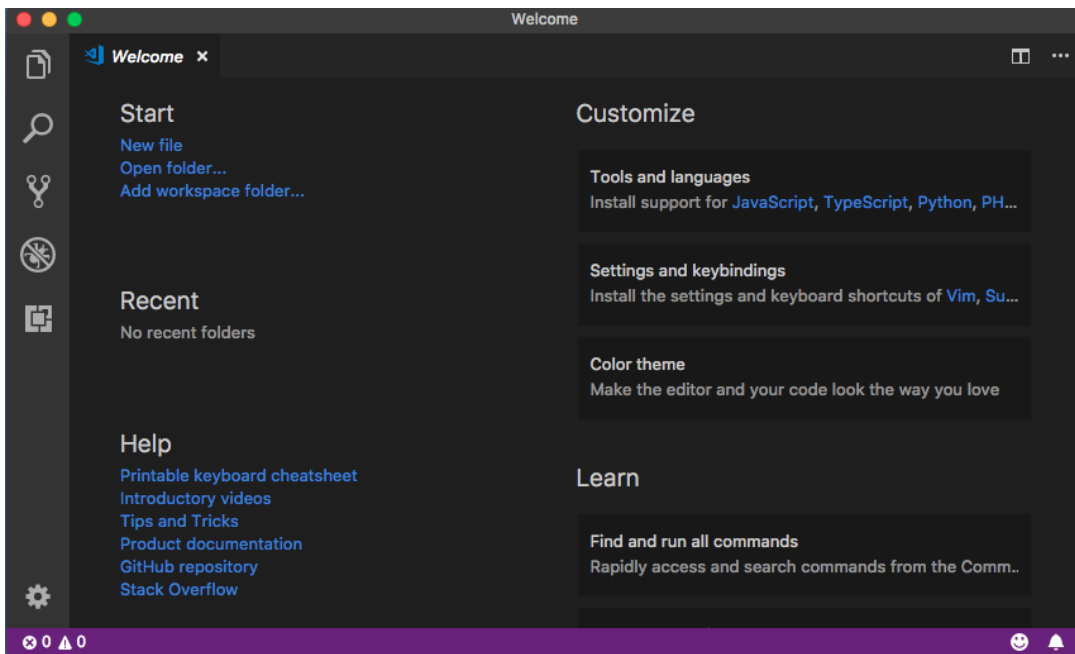 Welcome
Welcome
Start
New file
Open folder...
Add workspace folder...
Recent
No recent folders
Help
Printable keyboard cheatsheet
Introductory videos
Tips and Tricks
Product documentation
GitHub repository
Stack Overflow
Customize
Tools and languages
Install support for JavaScript, TypeScript, Python, PH...
Settings and keybindings
Install the settings and keyboard shortcuts of Vim, Su...
Color theme
Make the editor and your code look the way you love
Learn
Find and run all commands
Rapidly access and search commands from the Comm..
0 0